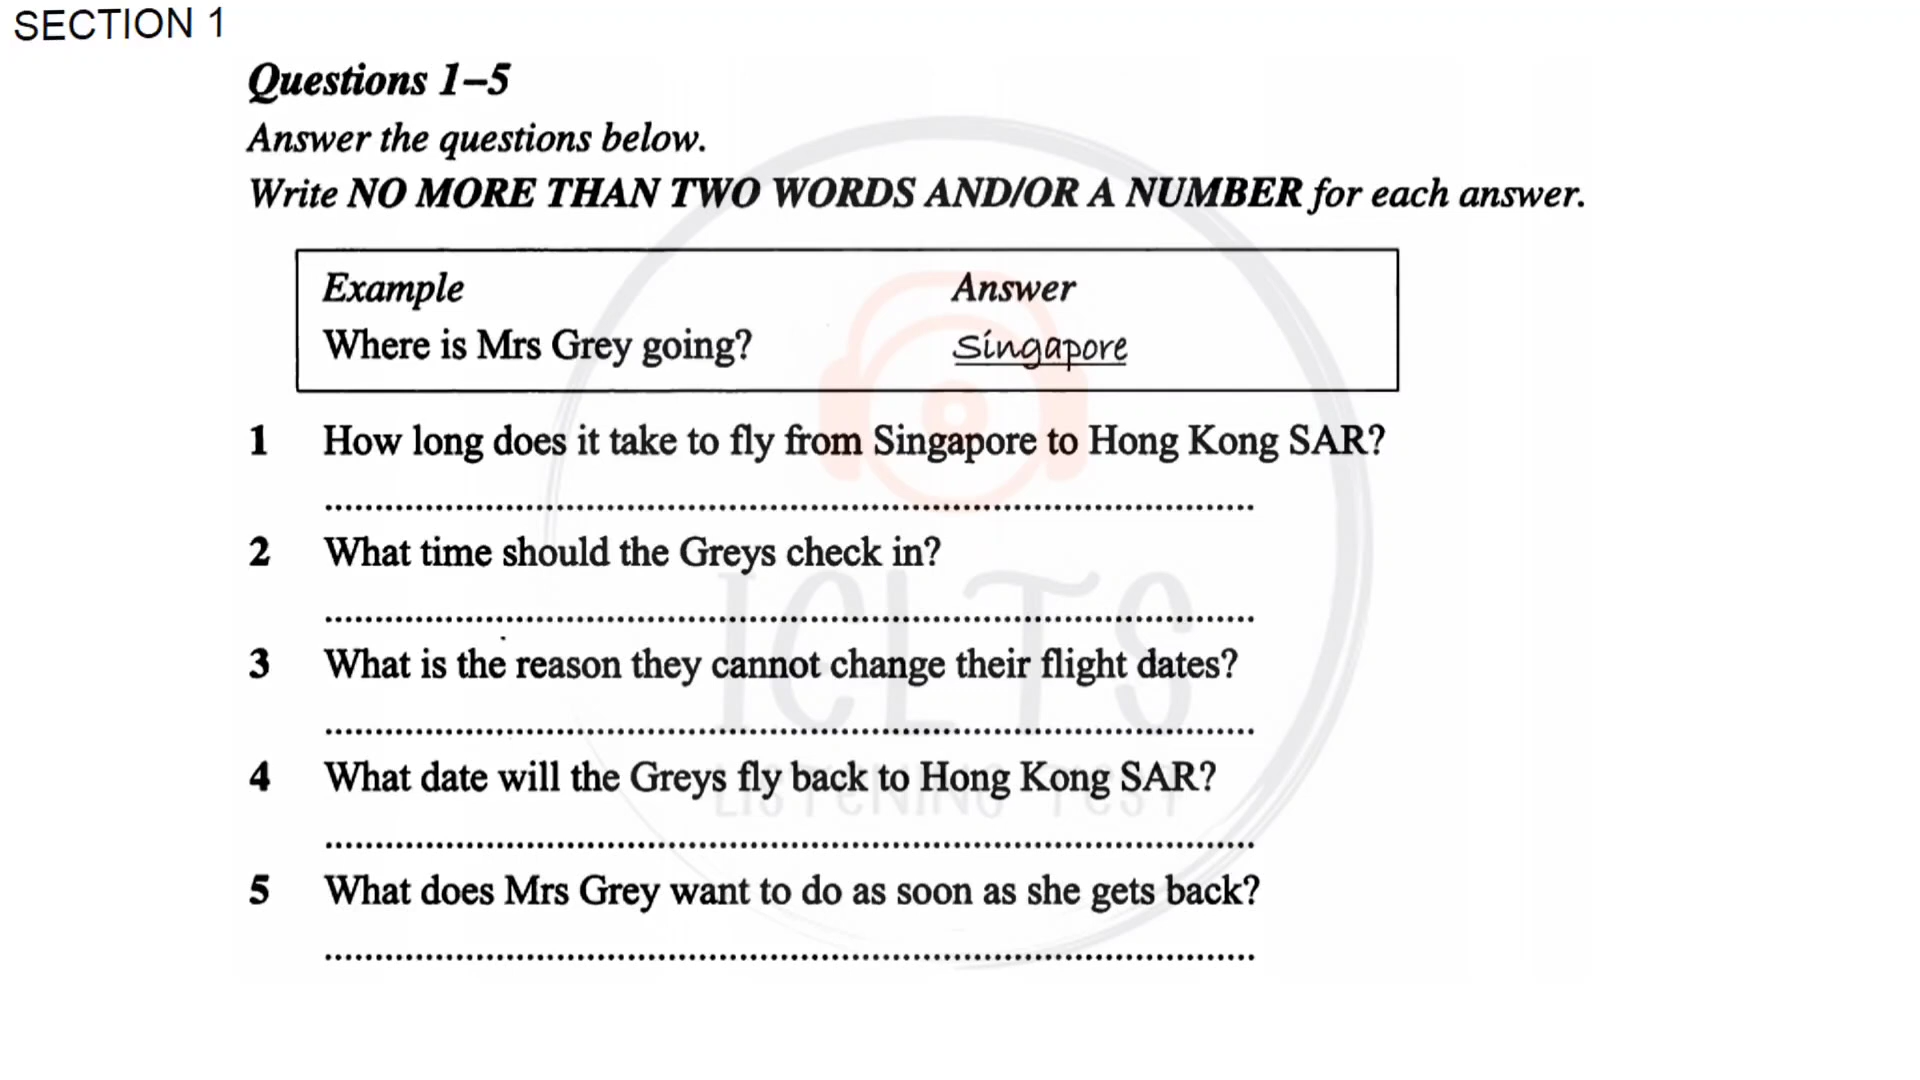 SECTION 1
Questions 1–5
Answer the questions below.
Write NO MORE THAN TWO WORDS AND/OR A NUMBER for each answer.
Example Answer
Where is Mrs Grey going? Singapore
1 How long does it take to fly from Singapore to Hong Kong SAR?
2 What time should the Greys check in?
3 What is the reason they cannot change their flight dates?
4 What date will the Greys fly back to Hong Kong SAR?
5 What does Mrs Grey want to do as soon as she gets back?
IELTS
LISTENING TEST